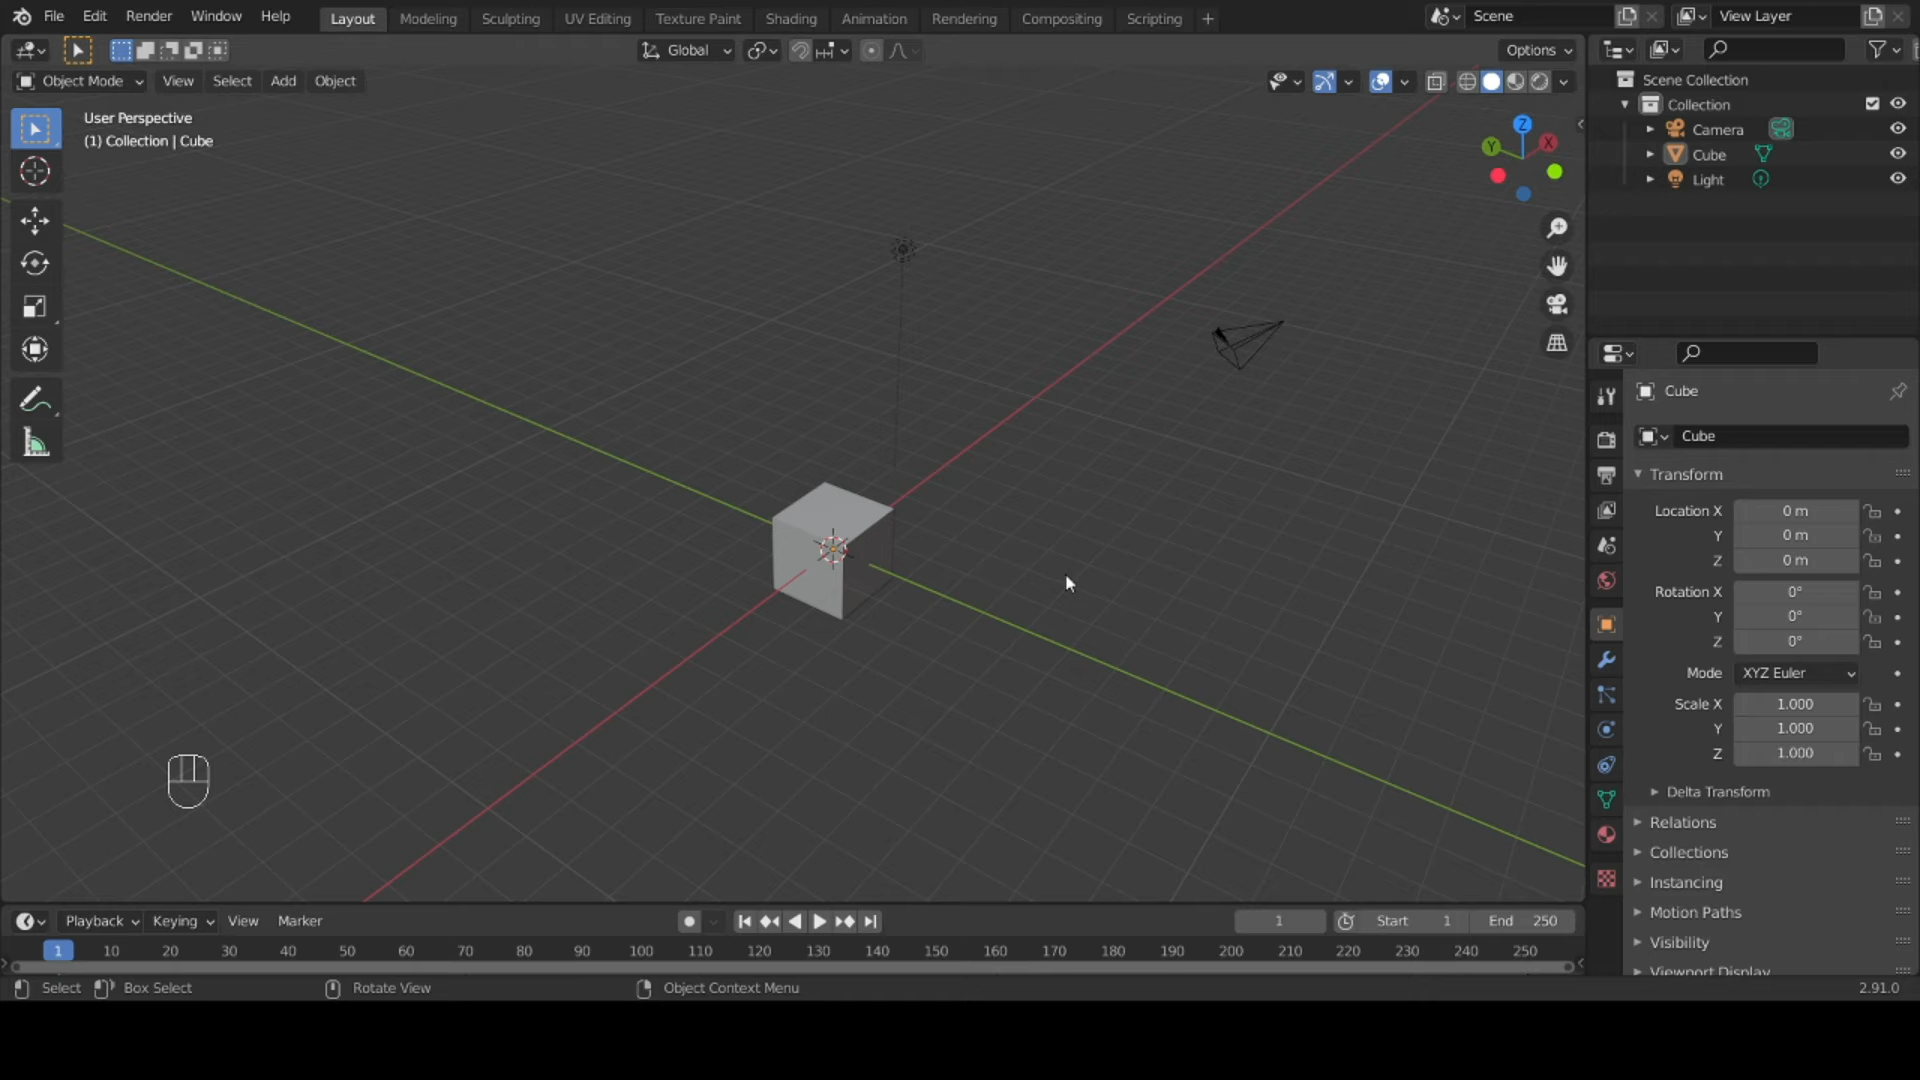 File Edit Render Window Help Layout Modeling Sculpting UV Editing Texture Paint Shading Animation Rendering Compositing Scripting + Scene View Layer
Global Options
Object Mode View Select Add Object
User Perspective
(1) Collection | Cube
Z
Y X
Scene Collection
Collection
Camera
Cube
Light
Cube
Cube
Transform
Location X 0 m
Y 0 m
Z 0 m
Rotation X 0°
Y 0°
Z 0°
Mode XYZ Euler
Scale X 1.000
Y 1.000
Z 1.000
Delta Transform
Relations
Collections
Instancing
Motion Paths
Visibility
Viewport Display
Playback Keying View Marker 1 Start 1 End 250
1 10 20 30 40 50 60 70 80 90 100 110 120 130 140 150 160 170 180 190 200 210 220 230 240 250
Select Box Select Rotate View Object Context Menu 2.91.0